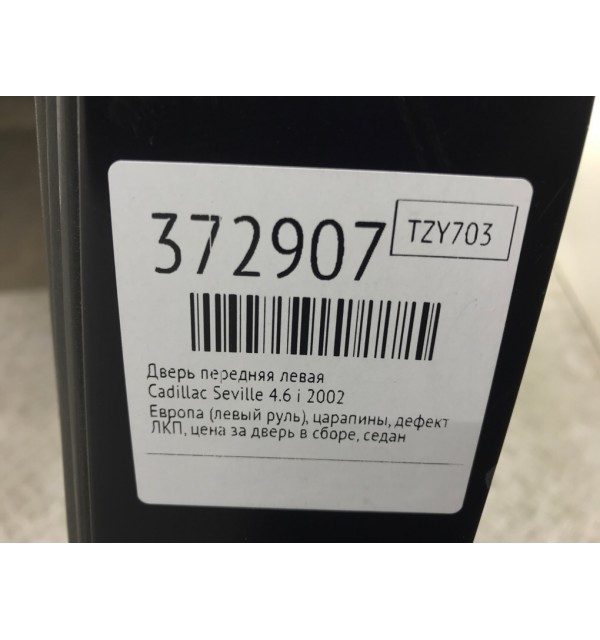 372907
TZY703
Дверь передняя левая
Cadillac Seville 4.6 i 2002
Европа (левый руль), царапины, дефект
ЛКП, цена за дверь в сборе, седан